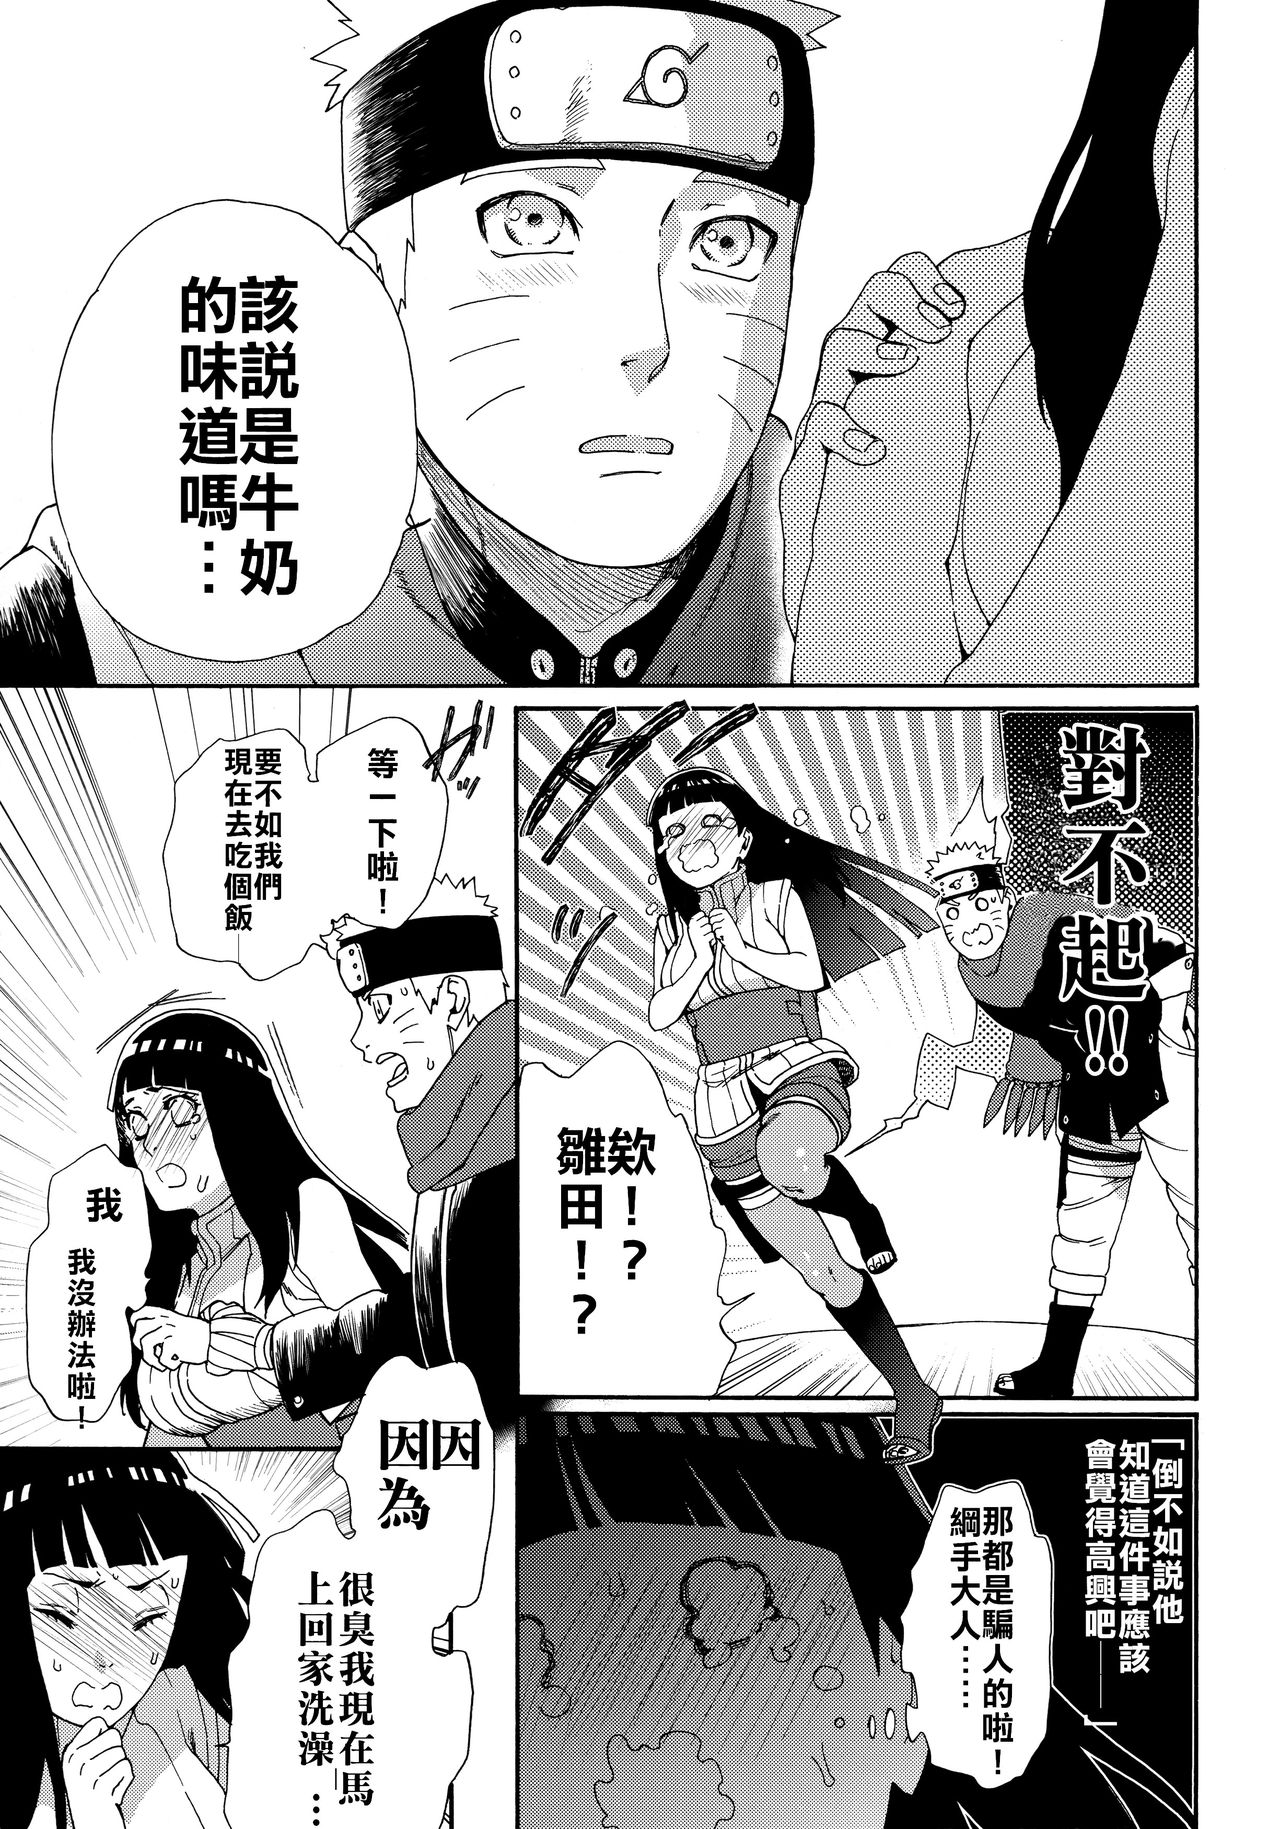 該說是牛奶
的味道嗎…
對不起!!
欸！？
雛田！？
等一下啦！
要不如我們
現在去吃個飯
我
我沒辦法啦！
「倒不如說他
知道這件事應該
會覺得高興吧——」
那都是騙人的啦！
綱手大人……
因
因為
很臭我現在馬
上回家洗澡…